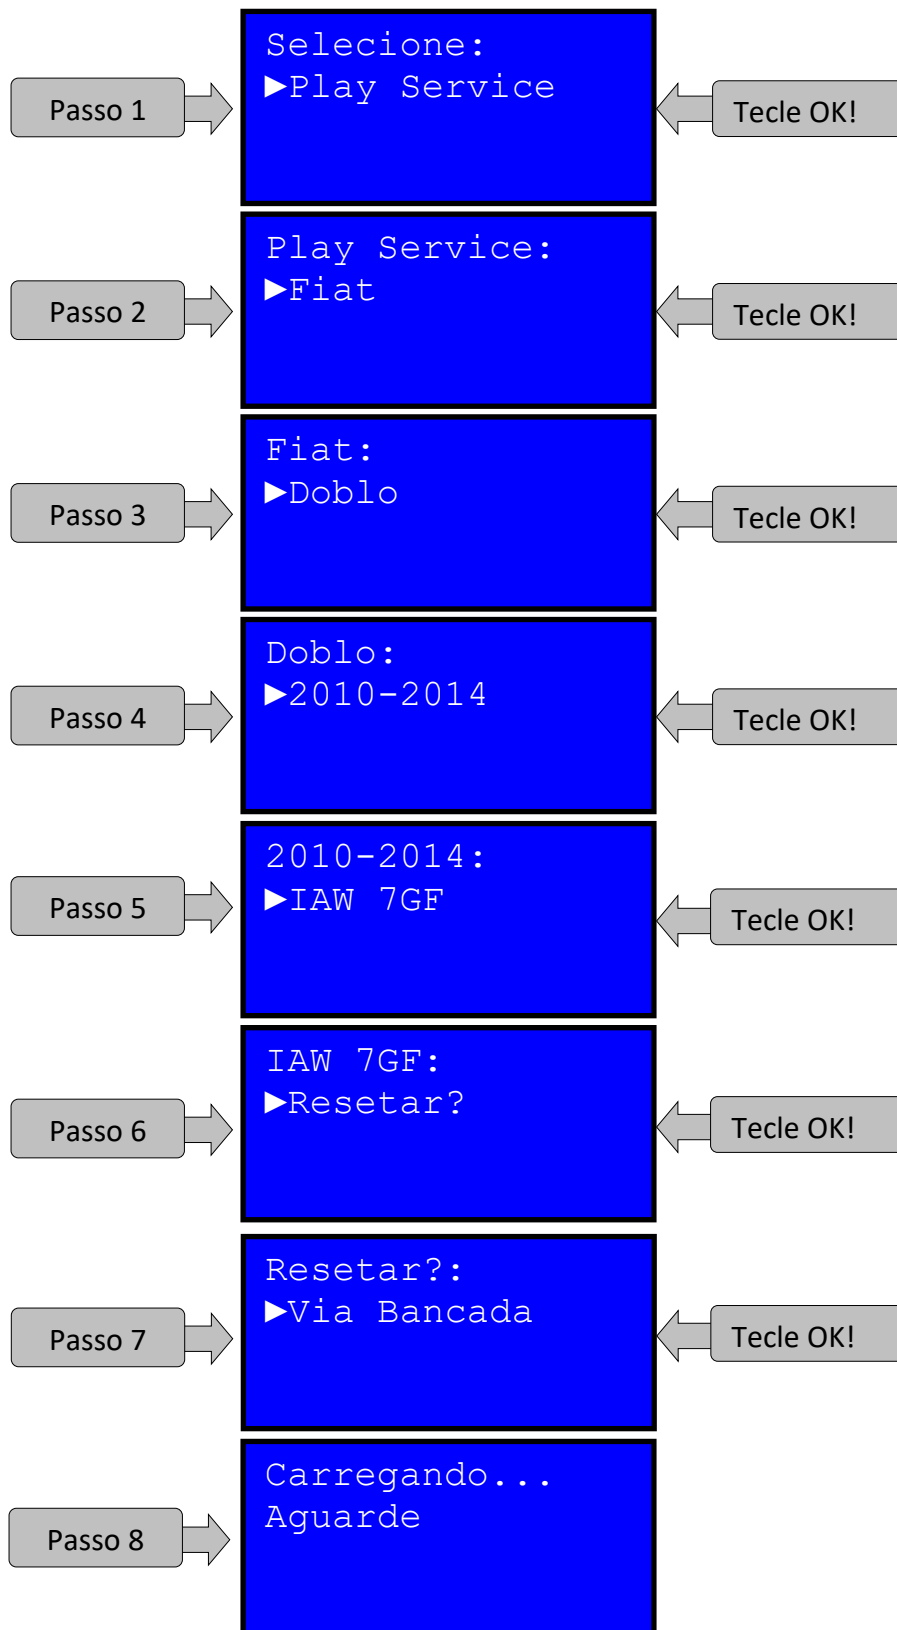 Selecione:
Passo 1
►Play Service
Tecle OK!
Play Service:
Passo 2
►Fiat
Tecle OK!
Fiat:
Passo 3
►Doblo
Tecle OK!
Doblo:
Passo 4
►2010-2014
Tecle OK!
2010-2014:
Passo 5
►IAW 7GF
Tecle OK!
IAW 7GF:
Passo 6
►Resetar?
Tecle OK!
Resetar?:
Passo 7
►Via Bancada
Tecle OK!
Carregando...
Passo 8
Aguarde